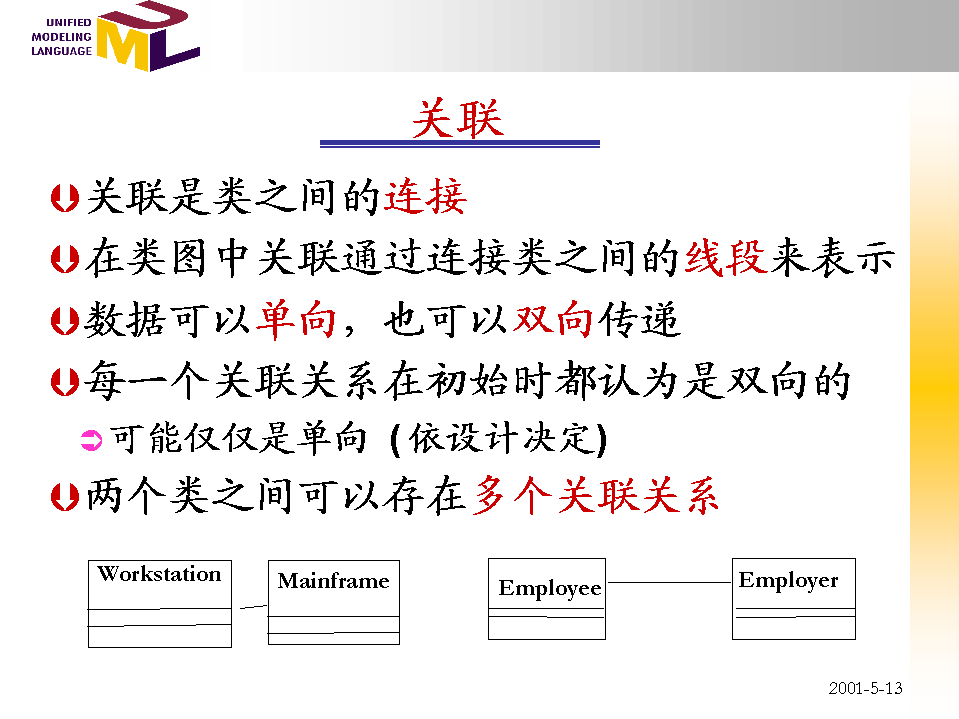 UNIFIED
MODELING
LANGUAGE
UML
关联
关联是类之间的连接
在类图中关联通过连接类之间的线段来表示
数据可以单向，也可以双向传递
每一个关联关系在初始时都认为是双向的
可能仅仅是单向 (依设计决定)
两个类之间可以存在多个关联关系
Workstation
Mainframe
Employee
Employer
2001-5-13